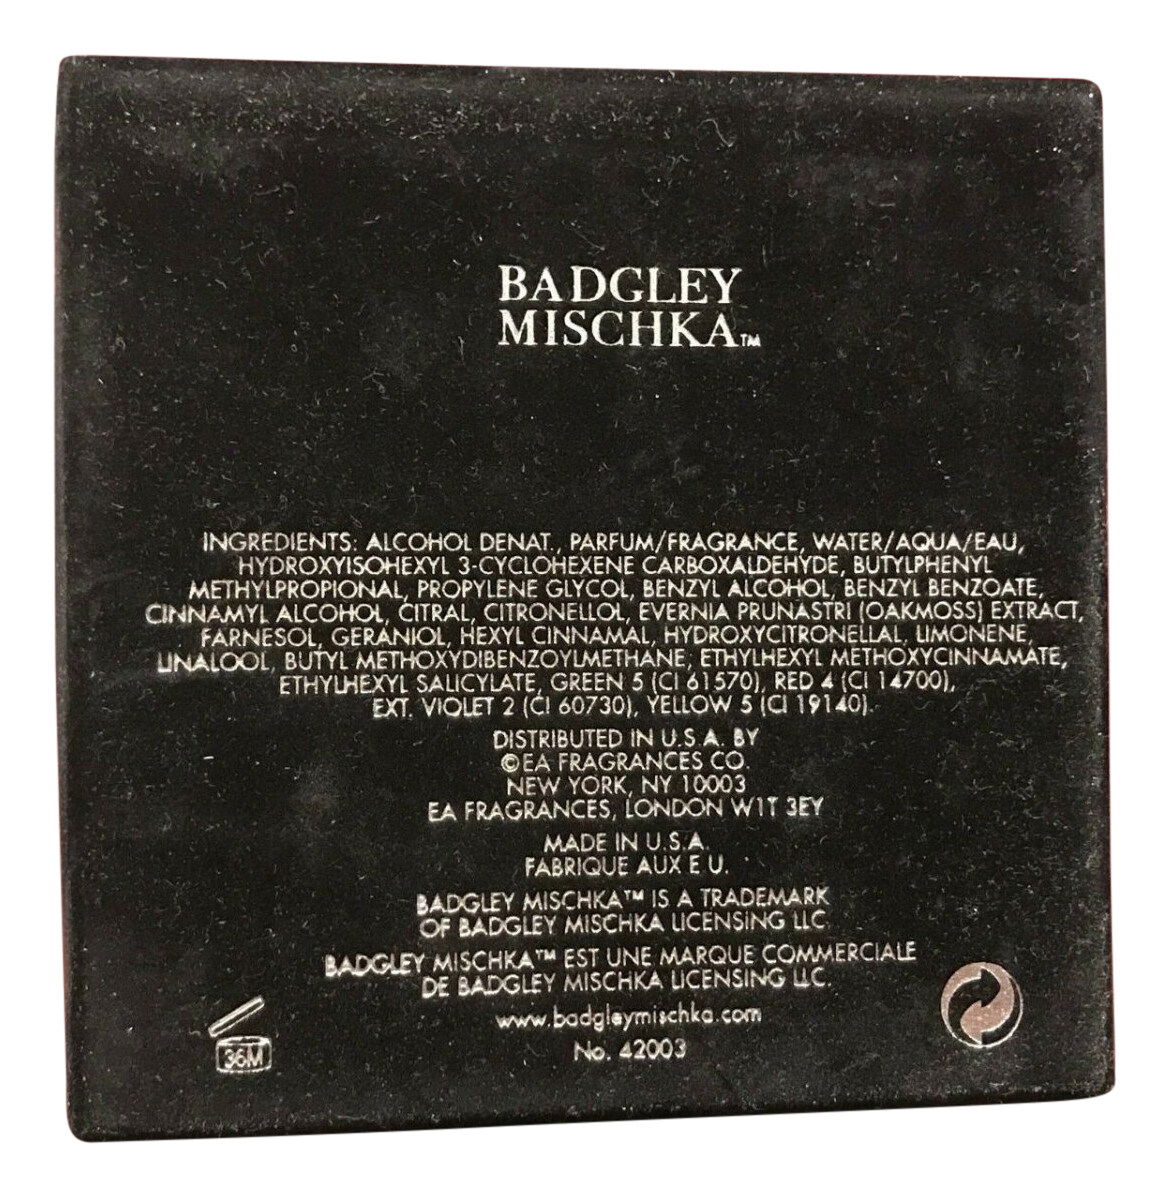 BADGLEY
MISCHKA™
INGREDIENTS: ALCOHOL DENAT., PARFUM/FRAGRANCE, WATER/AQUA/EAU,
HYDROXYISOHEXYL 3-CYCLOHEXENE CARBOXALDEHYDE, BUTYLPHENYL
METHYLPROPIONAL, PROPYLENE GLYCOL, BENZYL ALCOHOL, BENZYL BENZOATE,
CINNAMYL ALCOHOL, CITRAL, CITRONELLOL, EVERNIA PRUNASTRI (OAKMOSS) EXTRACT,
FARNESOL, GERANIOL, HEXYL CINNAMAL, HYDROXYCITRONELLAL, LIMONENE,
LINALOOL, BUTYL METHOXYDIBENZOYLMETHANE, ETHYLHEXYL METHOXYCINNAMATE,
ETHYLHEXYL SALICYLATE, GREEN 5 (CI 61570), RED 4 (CI 14700),
EXT. VIOLET 2 (CI 60730), YELLOW 5 (CI 19140).
DISTRIBUTED IN U.S.A. BY
©EA FRAGRANCES CO.
NEW YORK, NY 10003
EA FRAGRANCES, LONDON W1T 3EY
MADE IN U.S.A.
FABRIQUE AUX E U.
BADGLEY MISCHKA™ IS A TRADEMARK
OF BADGLEY MISCHKA LICENSING LLC.
BADGLEY MISCHKA™ EST UNE MARQUE COMMERCIALE
DE BADGLEY MISCHKA LICENSING LLC.
www.badgleymischka.com
36M
No. 42003